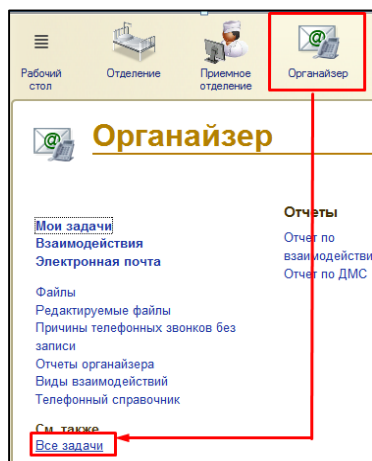 Рабочий
стол
Отделение
Приемное
отделение
Органайзер
Органайзер
Мои задачи
Взаимодействия
Электронная почта
Файлы
Редактируемые файлы
Причины телефонных звонков без
записи
Отчеты органайзера
Виды взаимодействий
Телефонный справочник
См. также
Все задачи
Отчеты
Отчет по
взаимодействи
Отчет по ДМС